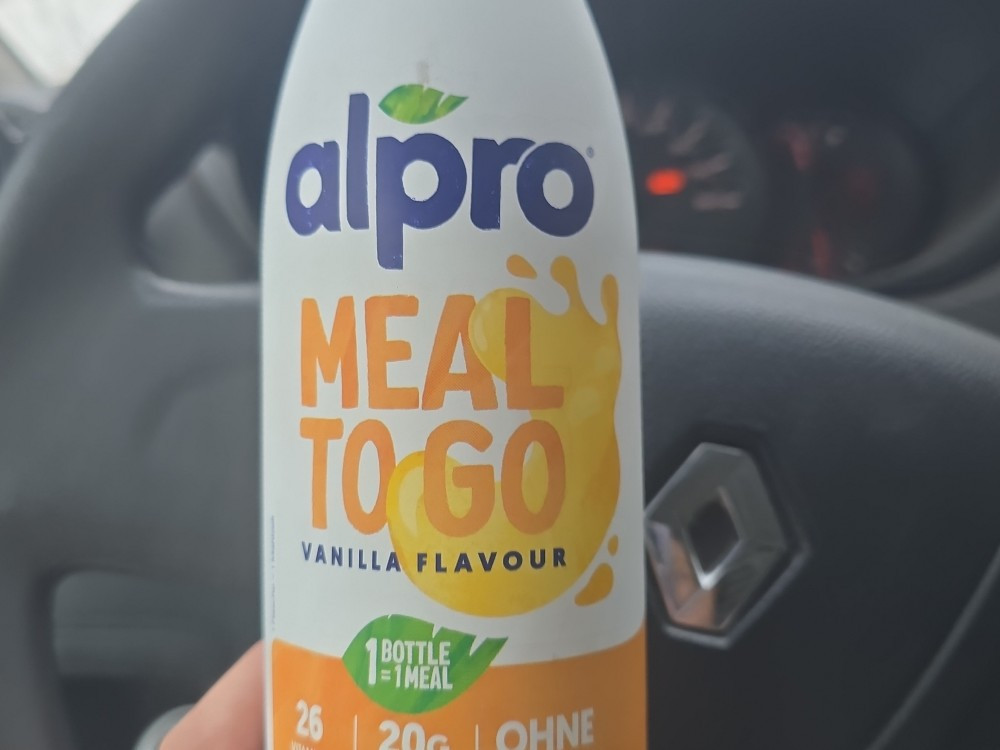 alpro
MEAL
TO GO
VANILLA FLAVOUR
1 BOTTLE
= 1 MEAL
26 | 20G | OHNE